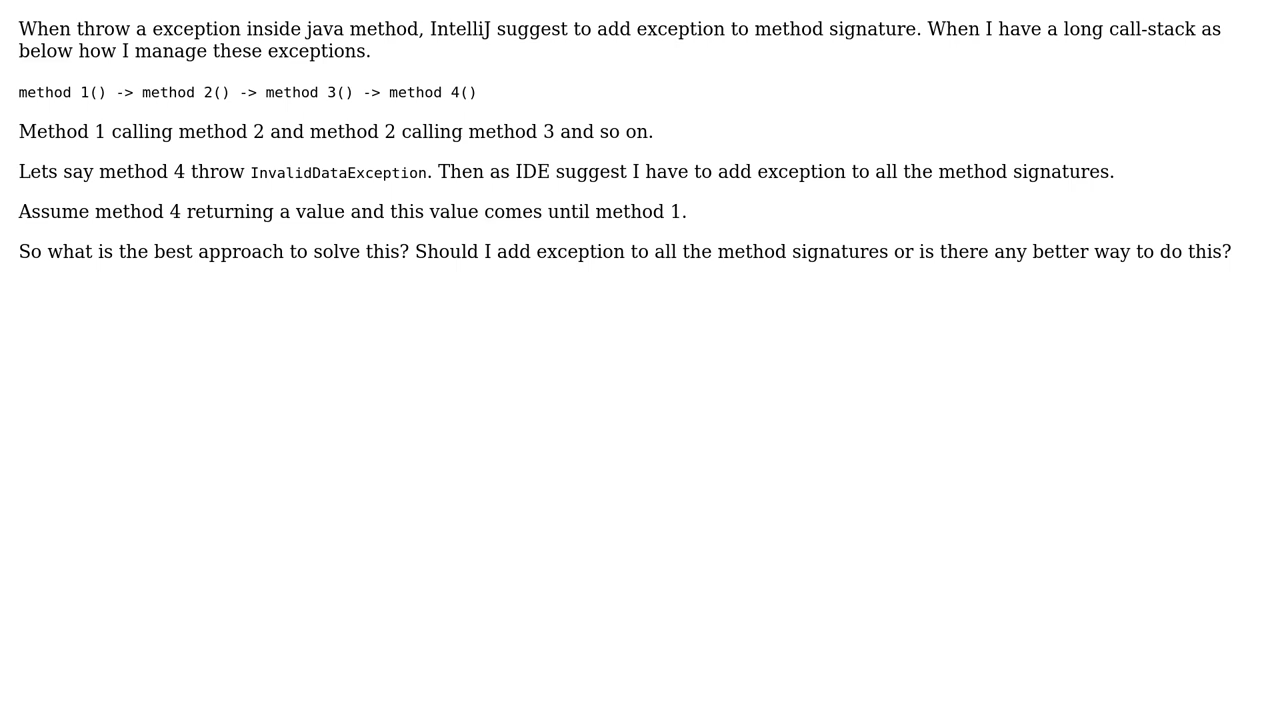 When throw a exception inside java method, IntelliJ suggest to add exception to method signature. When I have a long call-stack as
below how I manage these exceptions.
method 1() -> method 2() -> method 3() -> method 4()
Method 1 calling method 2 and method 2 calling method 3 and so on.
Lets say method 4 throw InvalidDataException. Then as IDE suggest I have to add exception to all the method signatures.
Assume method 4 returning a value and this value comes until method 1.
So what is the best approach to solve this? Should I add exception to all the method signatures or is there any better way to do this?